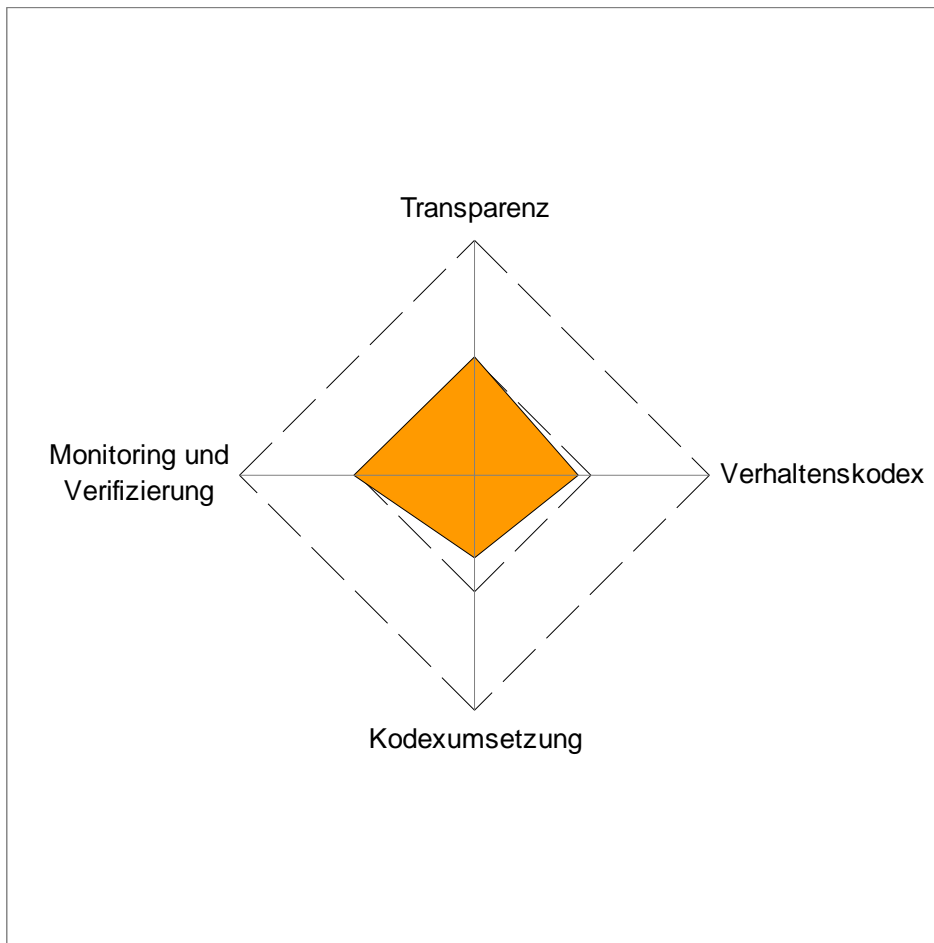 Transparenz
Monitoring und
Verifizierung
Verhaltenskodex
Kodexumsetzung